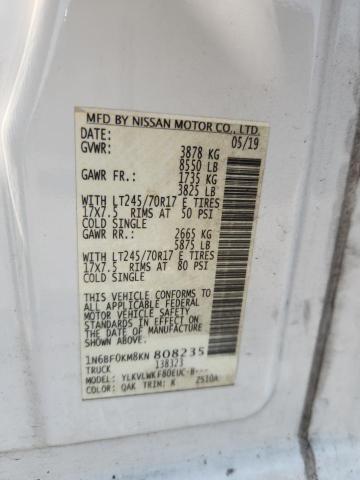 MFD BY NISSAN MOTOR CO., LTD.
DATE: 05/19
GVWR: 3878 KG
8550 LB
GAWR FR.: 1735 KG
3825 LB
WITH LT245/70R17 E TIRES
17X7.5 RIMS AT 50 PSI
COLD SINGLE
GAWR RR.: 2665 KG
5875 LB
WITH LT245/70R17 E TIRES
17X7.5 RIMS AT 80 PSI
COLD SINGLE
THIS VEHICLE CONFORMS TO ALL
APPLICABLE FEDERAL MOTOR
VEHICLE SAFETY STANDARDS
IN EFFECT ON THE DATE OF
MANUFACTURE SHOWN ABOVE.
1N6BF0KM8KN 808235
TRUCK 138323
MODEL: YLKVLWKF80EUC-B---
COLOR: QAK TRIM: K 2510A